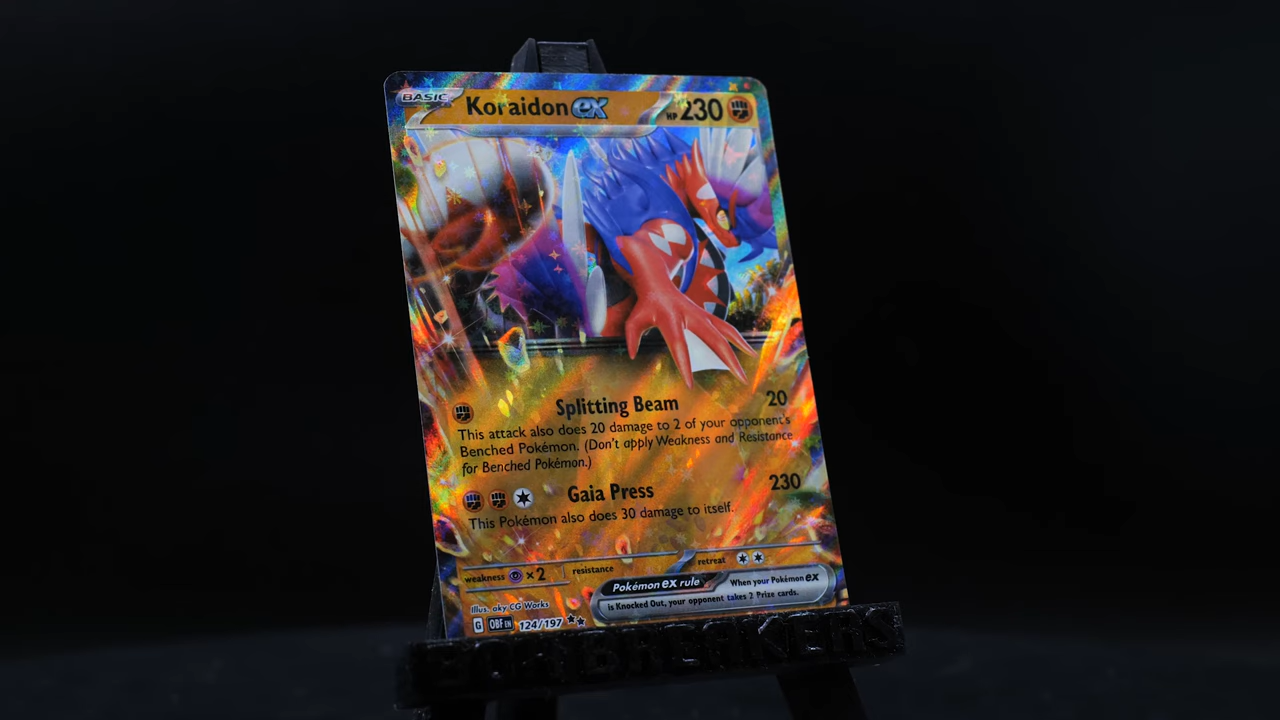 BASIC Koraidon ex HP 230
Splitting Beam 20
This attack also does 20 damage to 2 of your opponent's
Benched Pokémon. (Don't apply Weakness and Resistance
for Benched Pokémon.)
Gaia Press 230
This Pokémon also does 30 damage to itself.
weakness ×2 resistance retreat
Pokémon ex rule When your Pokémon ex
is Knocked Out, your opponent takes 2 Prize cards.
Illus. aky CG Works
G OBF EN 124/197